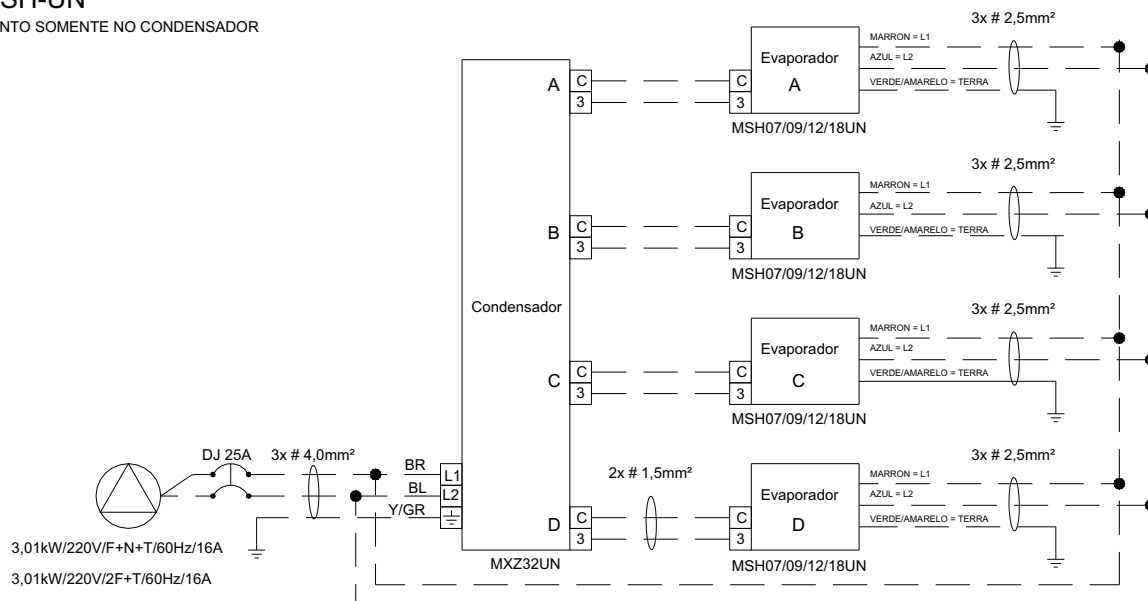 SH-UN
NTO SOMENTE NO CONDENSADOR
3x # 2,5mm²
MARRON = L1
Evaporador
AZUL = L2
A
C
C
A
VERDE/AMARELO = TERRA
3
3
MSH07/09/12/18UN
3x # 2,5mm²
MARRON = L1
Evaporador
AZUL = L2
B
C
C
B
VERDE/AMARELO = TERRA
3
3
MSH07/09/12/18UN
Condensador
3x # 2,5mm²
MARRON = L1
Evaporador
AZUL = L2
C
C
C
C
VERDE/AMARELO = TERRA
3
3
MSH07/09/12/18UN
DJ 25A
3x # 4,0mm²
BR
L1
BL
L2
Y/GR
2x # 1,5mm²
3x # 2,5mm²
MARRON = L1
Evaporador
AZUL = L2
D
C
C
D
VERDE/AMARELO = TERRA
3
3
MXZ32UN
MSH07/09/12/18UN
3,01kW/220V/F+N+T/60Hz/16A
3,01kW/220V/2F+T/60Hz/16A